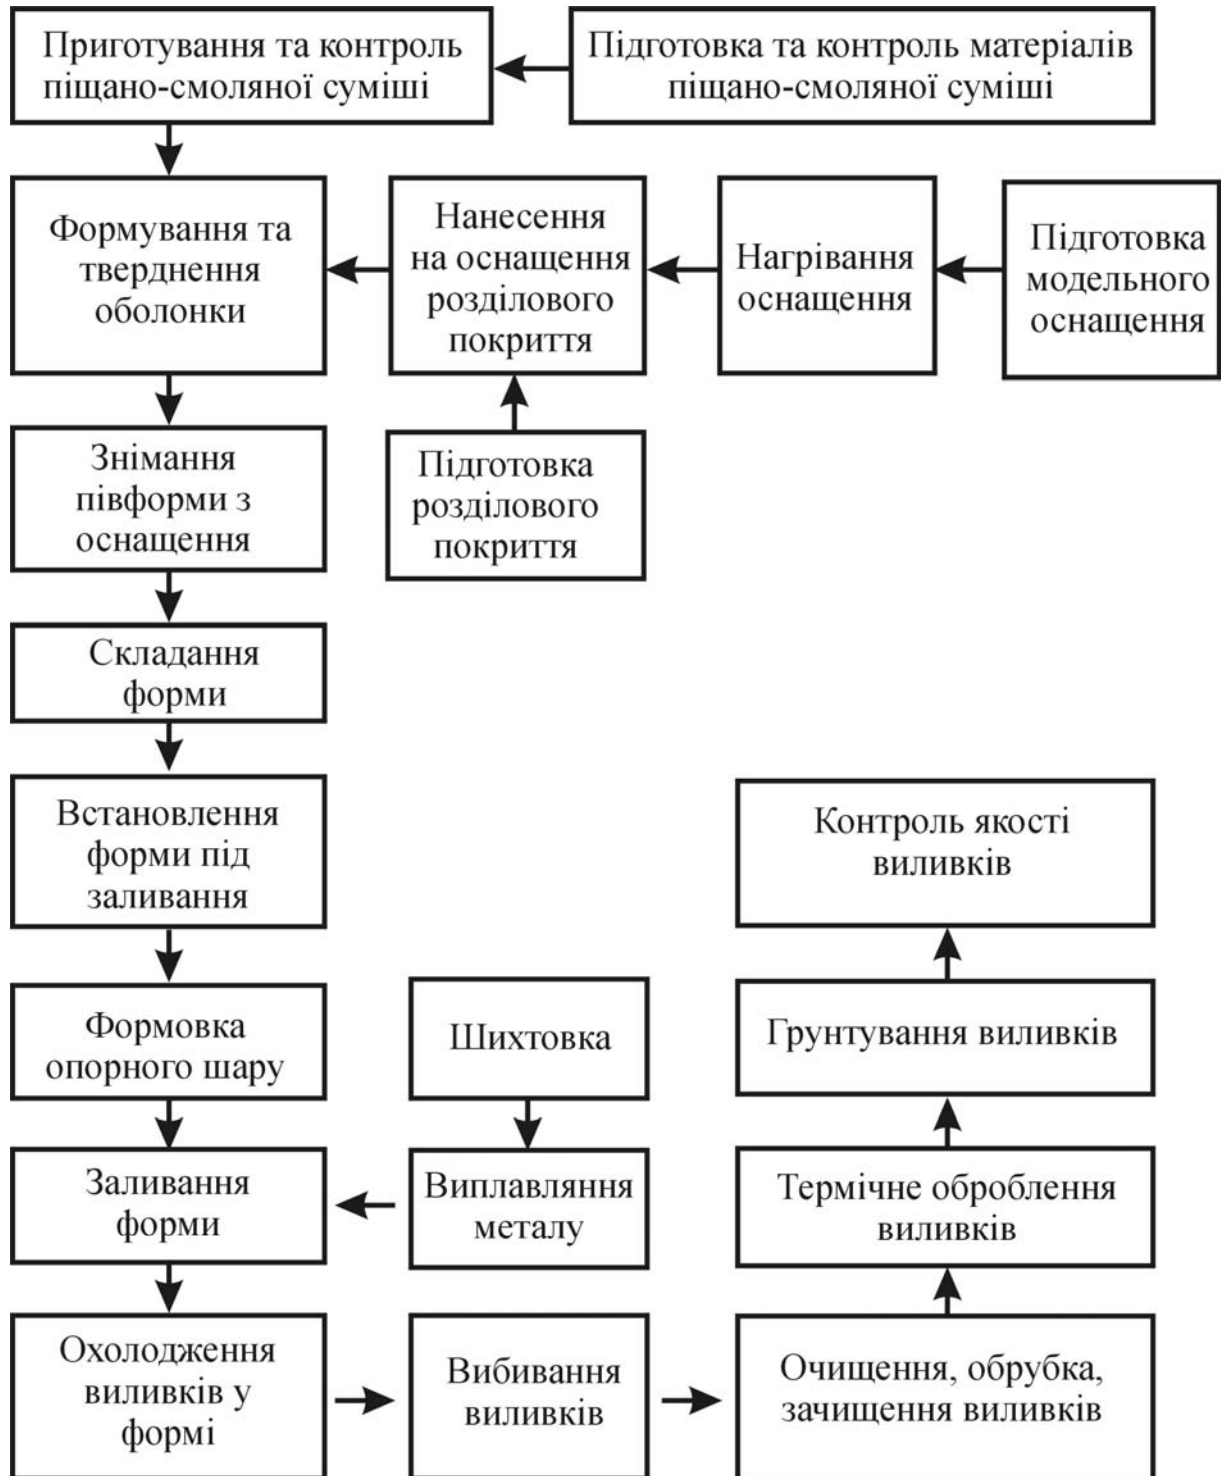 Приготування та контроль
піщано-смоляної суміші
Підготовка та контроль матеріалів
піщано-смоляної суміші
Формування та
тверднення
оболонки
Нанесення
на оснащення
розділового
покриття
Нагрівання
оснащення
Підготовка
модельного
оснащення
Знімання
півформи з
оснащення
Підготовка
розділового
покриття
Складання
форми
Встановлення
форми під
заливання
Контроль якості
виливків
Формовка
опорного шару
Шихтовка
Грунтування виливків
Заливання
форми
Виплавляння
металу
Термічне оброблення
виливків
Охолодження
виливків у
формі
Вибивання
виливків
Очищення, обрубка,
зачищення виливків